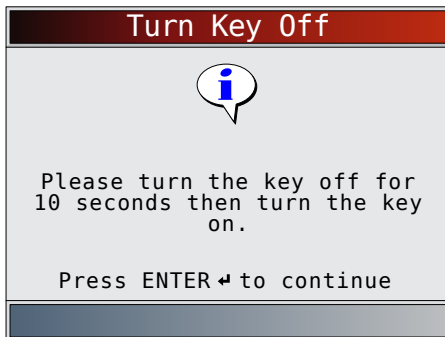 Turn Key Off
i
Please turn the key off for
10 seconds then turn the key
on.
Press ENTER ↵ to continue